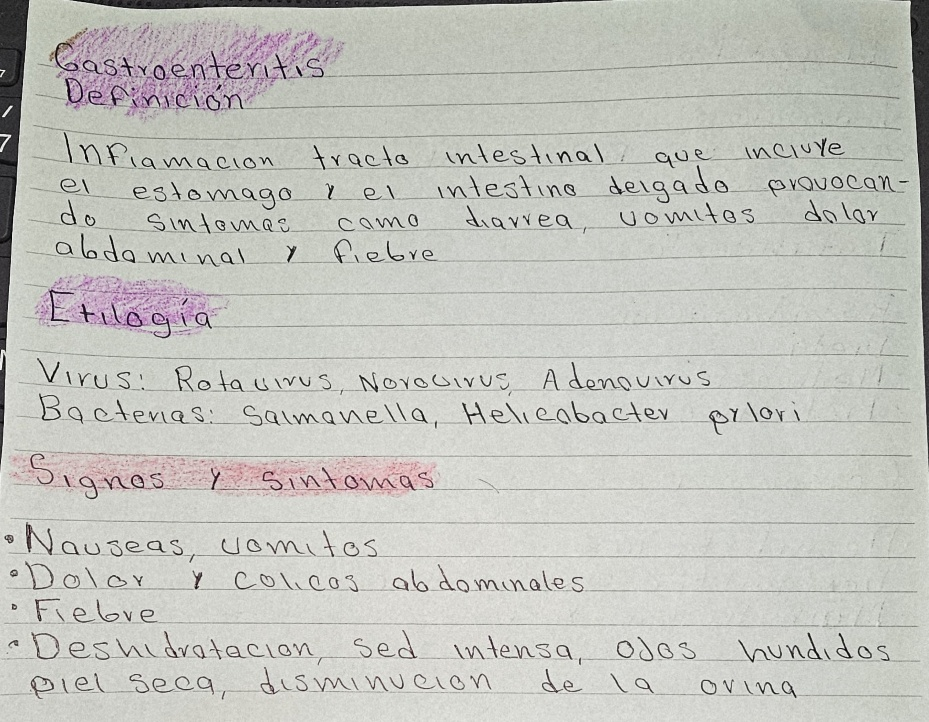 Gastroenteritis
Definición
Inflamacion tracto intestinal que incluye
el estomago y el intestino delgado provocan-
do sintomas como diarrea, vomitos dolor
abdominal y fiebre
Etilogía
Virus: Rotavirus, Norovirus, Adenovirus
Bacterias: Salmanella, Helicobacter pylori
Signos y Sintomas
• Nauseas, vomitos
• Dolor y colicos abdominales
• Fiebre
• Deshidratacion, sed intensa, ojos hundidos
piel seca, disminucion de la orina